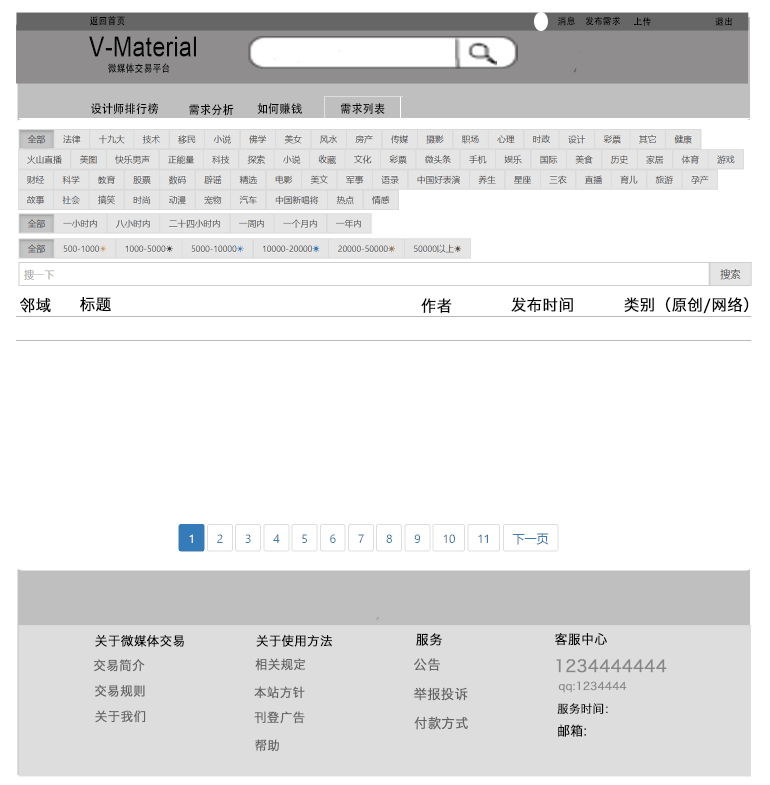 返回首页 消息 发布需求 上传 退出
V-Material
微媒体交易平台
设计师排行榜 需求分析 如何赚钱 需求列表
全部 法律 十九大 技术 移民 小说 佛学 美女 风水 房产 传媒 摄影 职场 心理 时政 设计 彩票 其它 健康
火山直播 美图 快乐男声 正能量 科技 探索 小说 收藏 文化 彩票 微头条 手机 娱乐 国际 美食 历史 家居 体育 游戏
财经 科学 教育 股票 数码 辟谣 精选 电影 美文 军事 语录 中国好表演 养生 星座 三农 直播 育儿 旅游 孕产
故事 社会 搞笑 时尚 动漫 宠物 汽车 中国新唱将 热点 情感
全部 一小时内 八小时内 二十四小时内 一周内 一个月内 一年内
全部 500-1000☀ 1000-5000☀ 5000-10000☀ 10000-20000☀ 20000-50000☀ 50000以上☀
搜一下 搜索
邻域 标题 作者 发布时间 类别（原创/网络）
1 2 3 4 5 6 7 8 9 10 11 下一页
关于微媒体交易 关于使用方法 服务 客服中心
交易简介 相关规定 公告 1234444444
qq:1234444
交易规则 本站方针 举报投诉
服务时间:
关于我们 刊登广告 付款方式 邮箱:
帮助